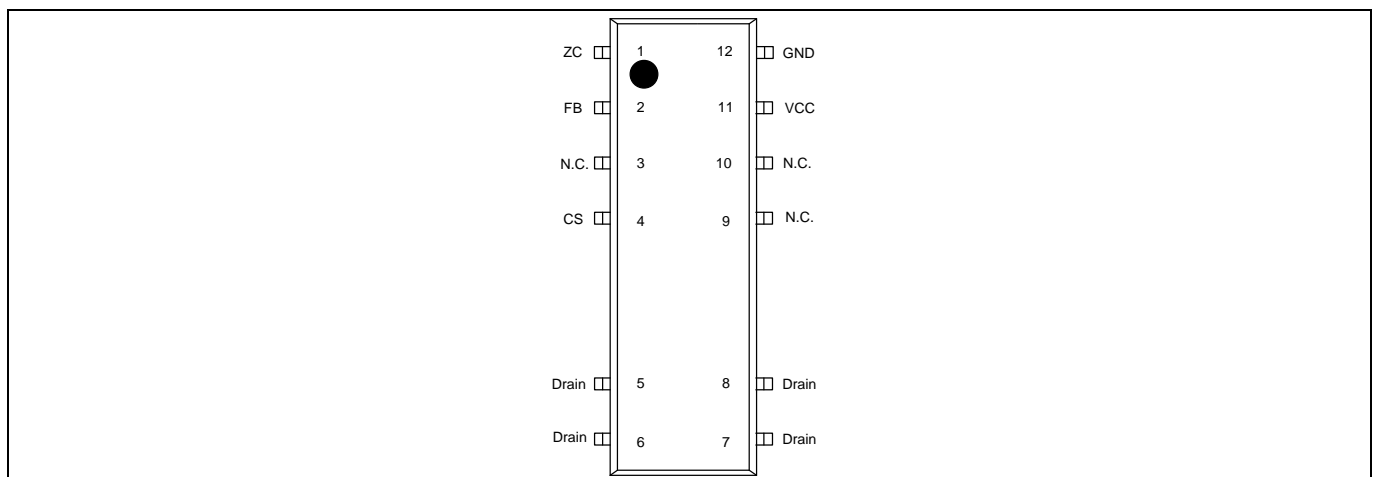 ZC 1 12 GND
FB 2 11 VCC
N.C. 3 10 N.C.
CS 4 9 N.C.
Drain 5 8 Drain
Drain 6 7 Drain